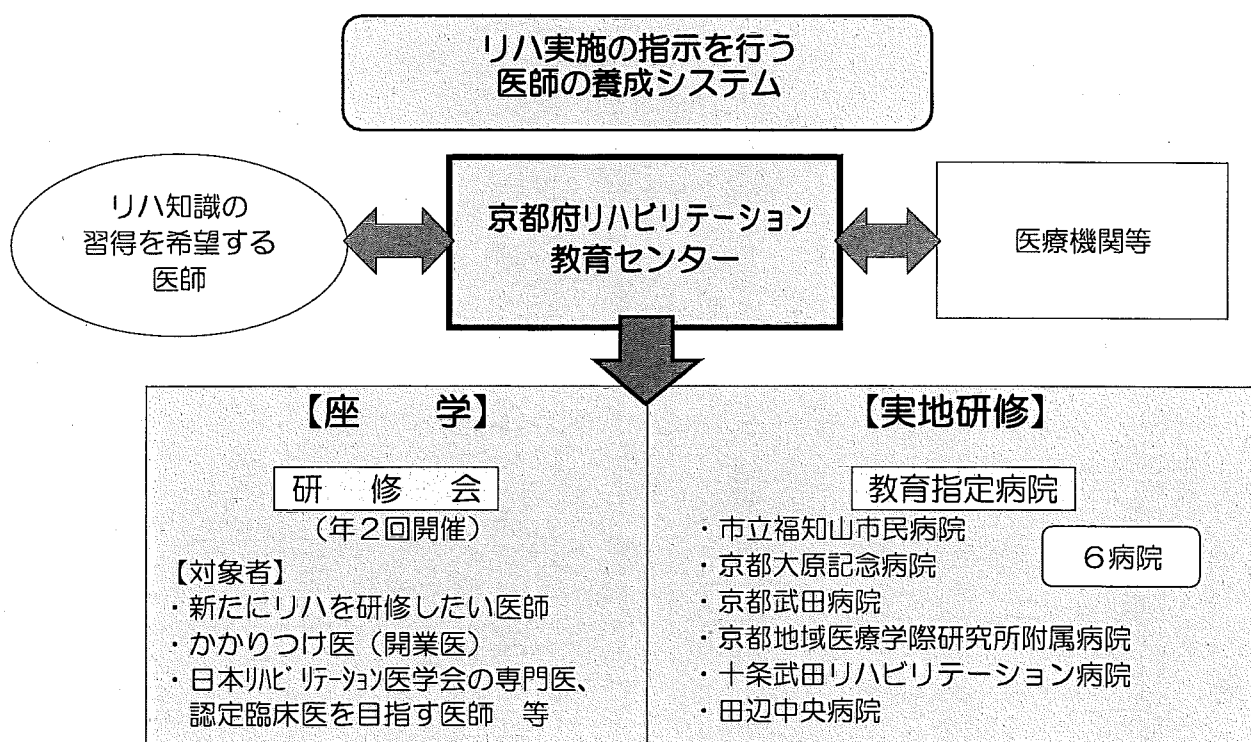 リハ実施の指示を行う
医師の養成システム
リハ知識の
習得を希望する
医師
京都府リハビリテーション
教育センター
医療機関等
【座　学】
研　修　会
（年２回開催）
【対象者】
・新たにリハを研修したい医師
・かかりつけ医（開業医）
・日本ﾘﾊﾋﾞﾘﾃｰｼｮﾝ医学会の専門医、
認定臨床医を目指す医師　等
【実地研修】
教育指定病院
６病院
・市立福知山市民病院
・京都大原記念病院
・京都武田病院
・京都地域医療学際研究所附属病院
・十条武田リハビリテーション病院
・田辺中央病院